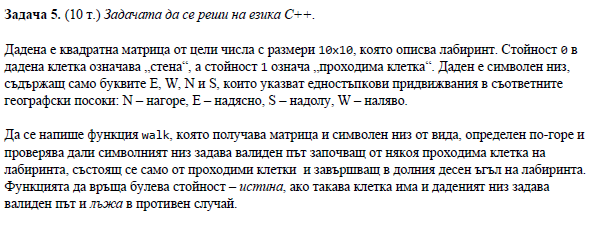 Задача 5. (10 т.) Задачата да се реши на езика C++.
Дадена е квадратна матрица от цели числа с размери 10x10, която описва лабиринт. Стойност 0 в
дадена клетка означава „стена“, а стойност 1 означа „проходима клетка“. Даден е символен низ,
съдържащ само буквите E, W, N и S, които указват едностъпкови придвижвания в съответните
географски посоки: N – нагоре, E – надясно, S – надолу, W – наляво.
Да се напише функция walk, която получава матрица и символен низ от вида, определен по-горе и
проверява дали символният низ задава валиден път започващ от някоя проходима клетка на
лабиринта, състоящ се само от проходими клетки и завършващ в долния десен ъгъл на лабиринта.
Функцията да връща булева стойност – истина, ако такава клетка има и даденият низ задава
валиден път и лъжа в противен случай.